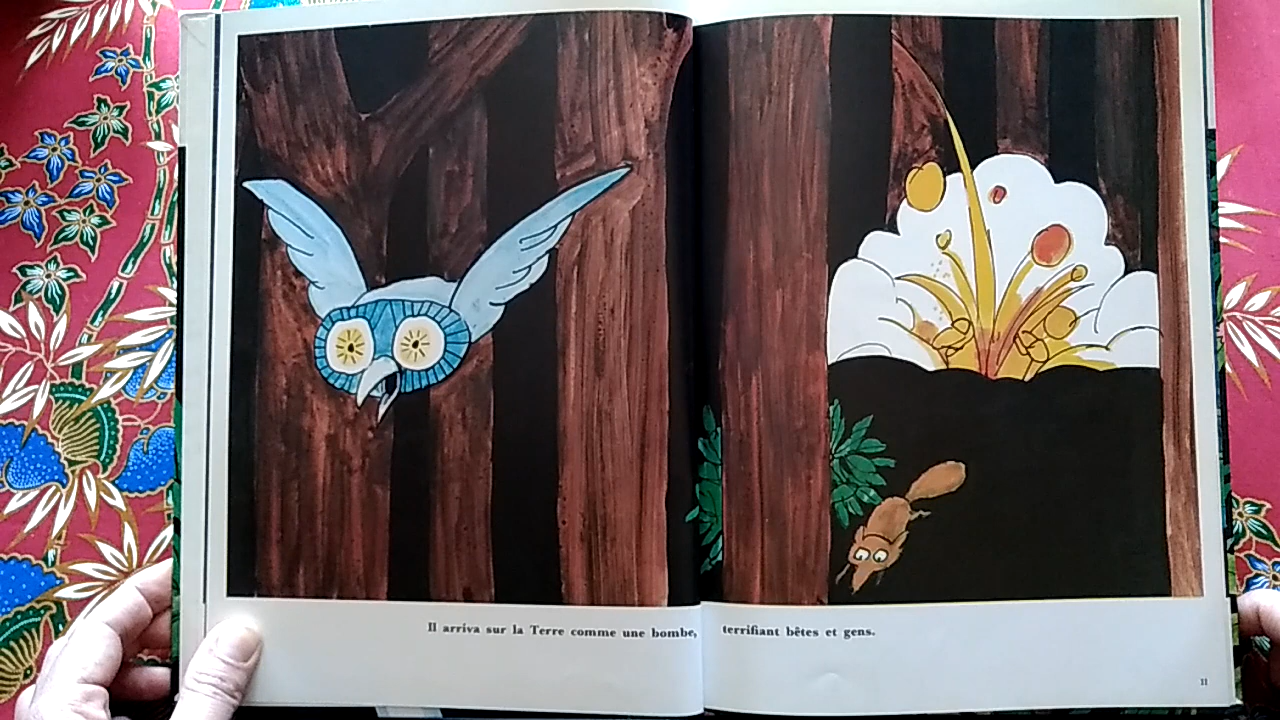 Il arriva sur la Terre comme une bombe, terrifiant bêtes et gens.
11